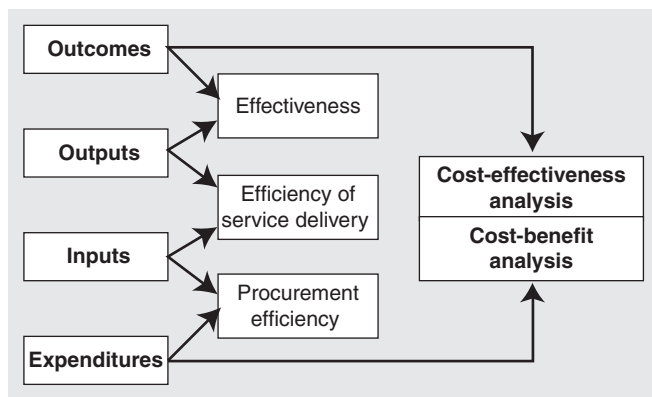 Outcomes
Effectiveness
Outputs
Efficiency of
service delivery
Inputs
Procurement
efficiency
Expenditures
Cost-effectiveness
analysis
Cost-benefit
analysis